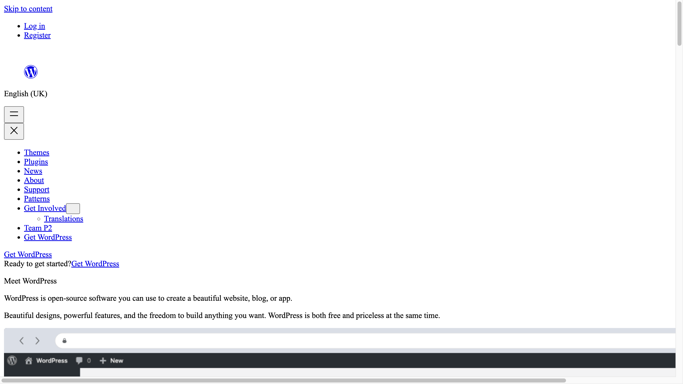 Skip to content
Log in
Register
English (UK)
Themes
Plugins
News
About
Support
Patterns
Get Involved
Translations
Team P2
Get WordPress
Get WordPress
Ready to get started?Get WordPress
Meet WordPress
WordPress is open-source software you can use to create a beautiful website, blog, or app.
Beautiful designs, powerful features, and the freedom to build anything you want. WordPress is both free and priceless at the same time.
WordPress 0 New